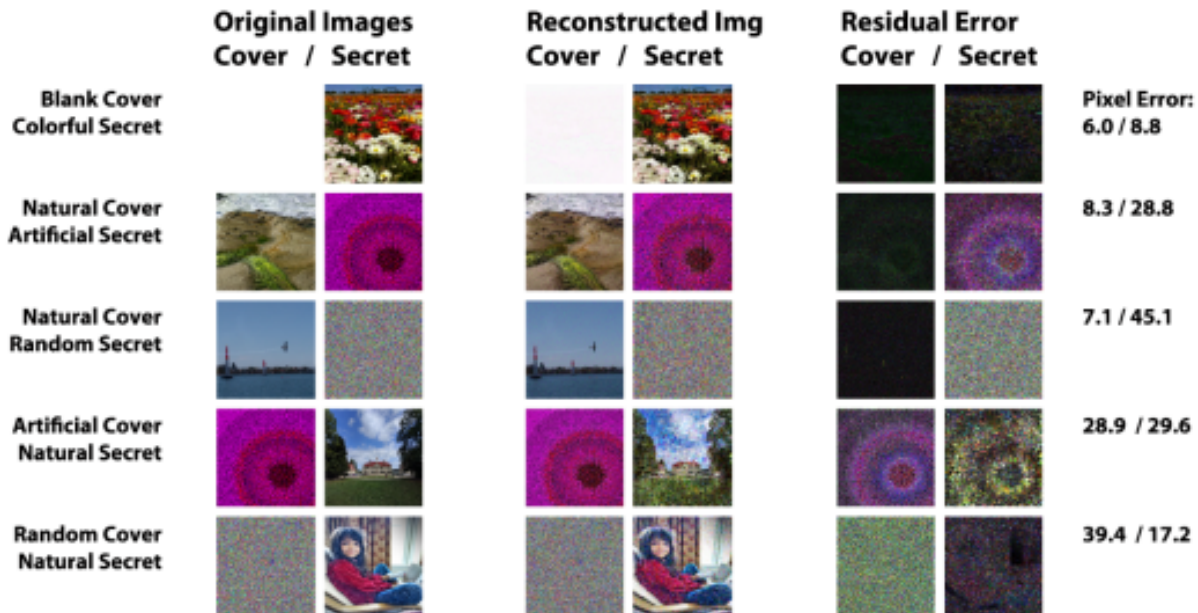 Original Images
Cover / Secret
Reconstructed Img
Cover / Secret
Residual Error
Cover / Secret
Blank Cover
Colorful Secret
Pixel Error:
6.0 / 8.8
Natural Cover
Artificial Secret
8.3 / 28.8
Natural Cover
Random Secret
7.1 / 45.1
Artificial Cover
Natural Secret
28.9 / 29.6
Random Cover
Natural Secret
39.4 / 17.2